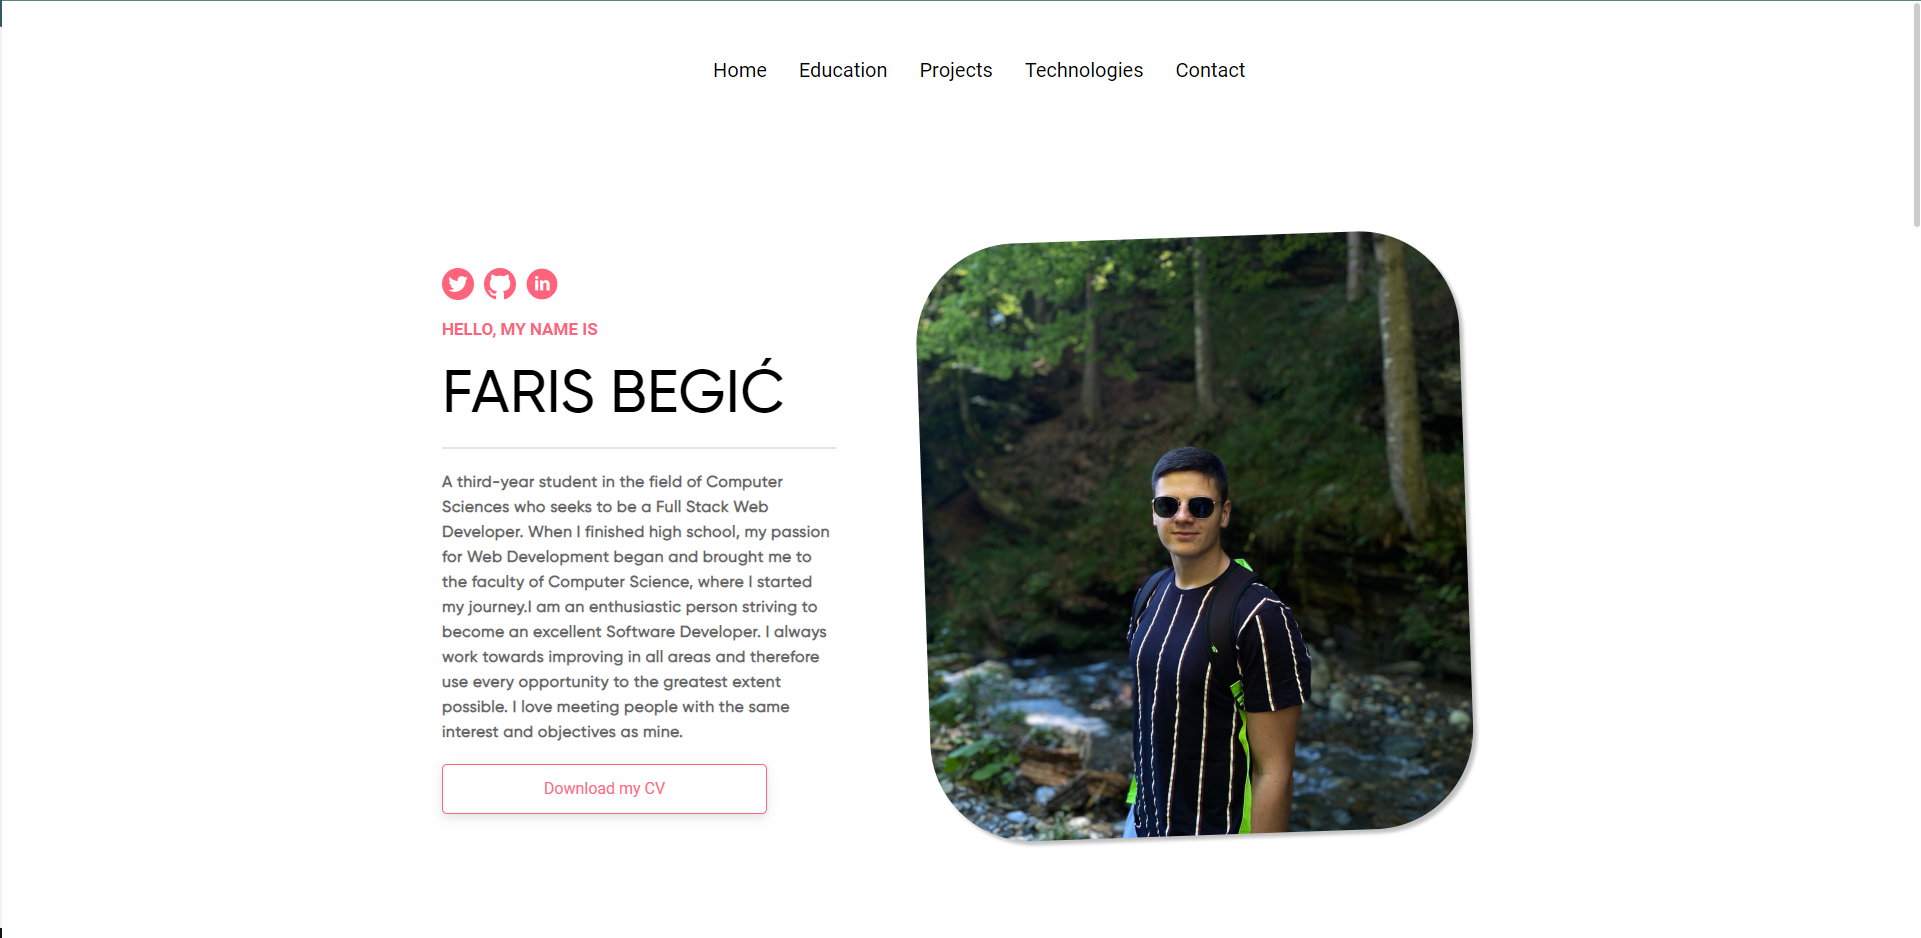 Home Education Projects Technologies Contact
in
HELLO, MY NAME IS
FARIS BEGIĆ
A third-year student in the field of Computer
Sciences who seeks to be a Full Stack Web
Developer. When I finished high school, my passion
for Web Development began and brought me to
the faculty of Computer Science, where I started
my journey.I am an enthusiastic person striving to
become an excellent Software Developer. I always
work towards improving in all areas and therefore
use every opportunity to the greatest extent
possible. I love meeting people with the same
interest and objectives as mine.
Download my CV